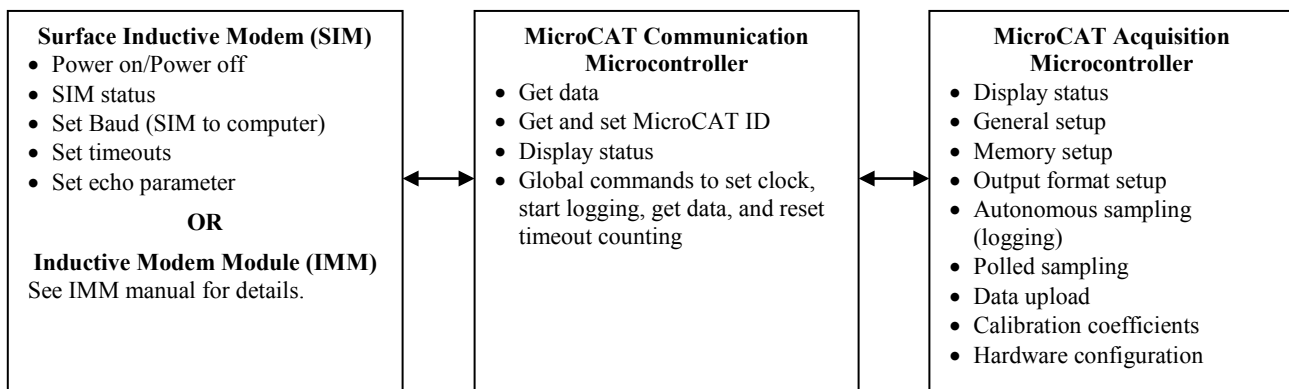 Surface Inductive Modem (SIM)
• Power on/Power off
• SIM status
• Set Baud (SIM to computer)
• Set timeouts
• Set echo parameter
OR
Inductive Modem Module (IMM)
See IMM manual for details.
MicroCAT Communication
Microcontroller
• Get data
• Get and set MicroCAT ID
• Display status
• Global commands to set clock,
start logging, get data, and reset
timeout counting
MicroCAT Acquisition
Microcontroller
• Display status
• General setup
• Memory setup
• Output format setup
• Autonomous sampling
(logging)
• Polled sampling
• Data upload
• Calibration coefficients
• Hardware configuration